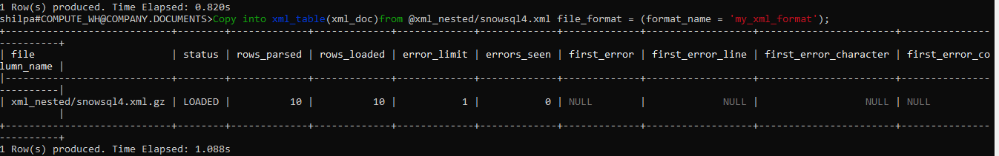 1 Row(s) produced. Time Elapsed: 0.820s
shilpa#COMPUTE_WH@COMPANY.DOCUMENTS>Copy into xml_table(xml_doc)from @xml_nested/snowsql4.xml file_format = (format_name = 'my_xml_format');
+-----------------------------+--------+-------------+-------------+-------------+-------------+-------------+------------------+-----------------------+---------------
----------+
| file                        | status | rows_parsed | rows_loaded | error_limit | errors_seen | first_error | first_error_line | first_error_character | first_error_co
lumn_name |
|-----------------------------+--------+-------------+-------------+-------------+-------------+-------------+------------------+-----------------------+---------------
----------|
| xml_nested/snowsql4.xml.gz | LOADED |          10 |          10 |           1 |           0 | NULL        |             NULL |                  NULL | NULL
          |
+-----------------------------+--------+-------------+-------------+-------------+-------------+-------------+------------------+-----------------------+---------------
----------+
1 Row(s) produced. Time Elapsed: 1.088s